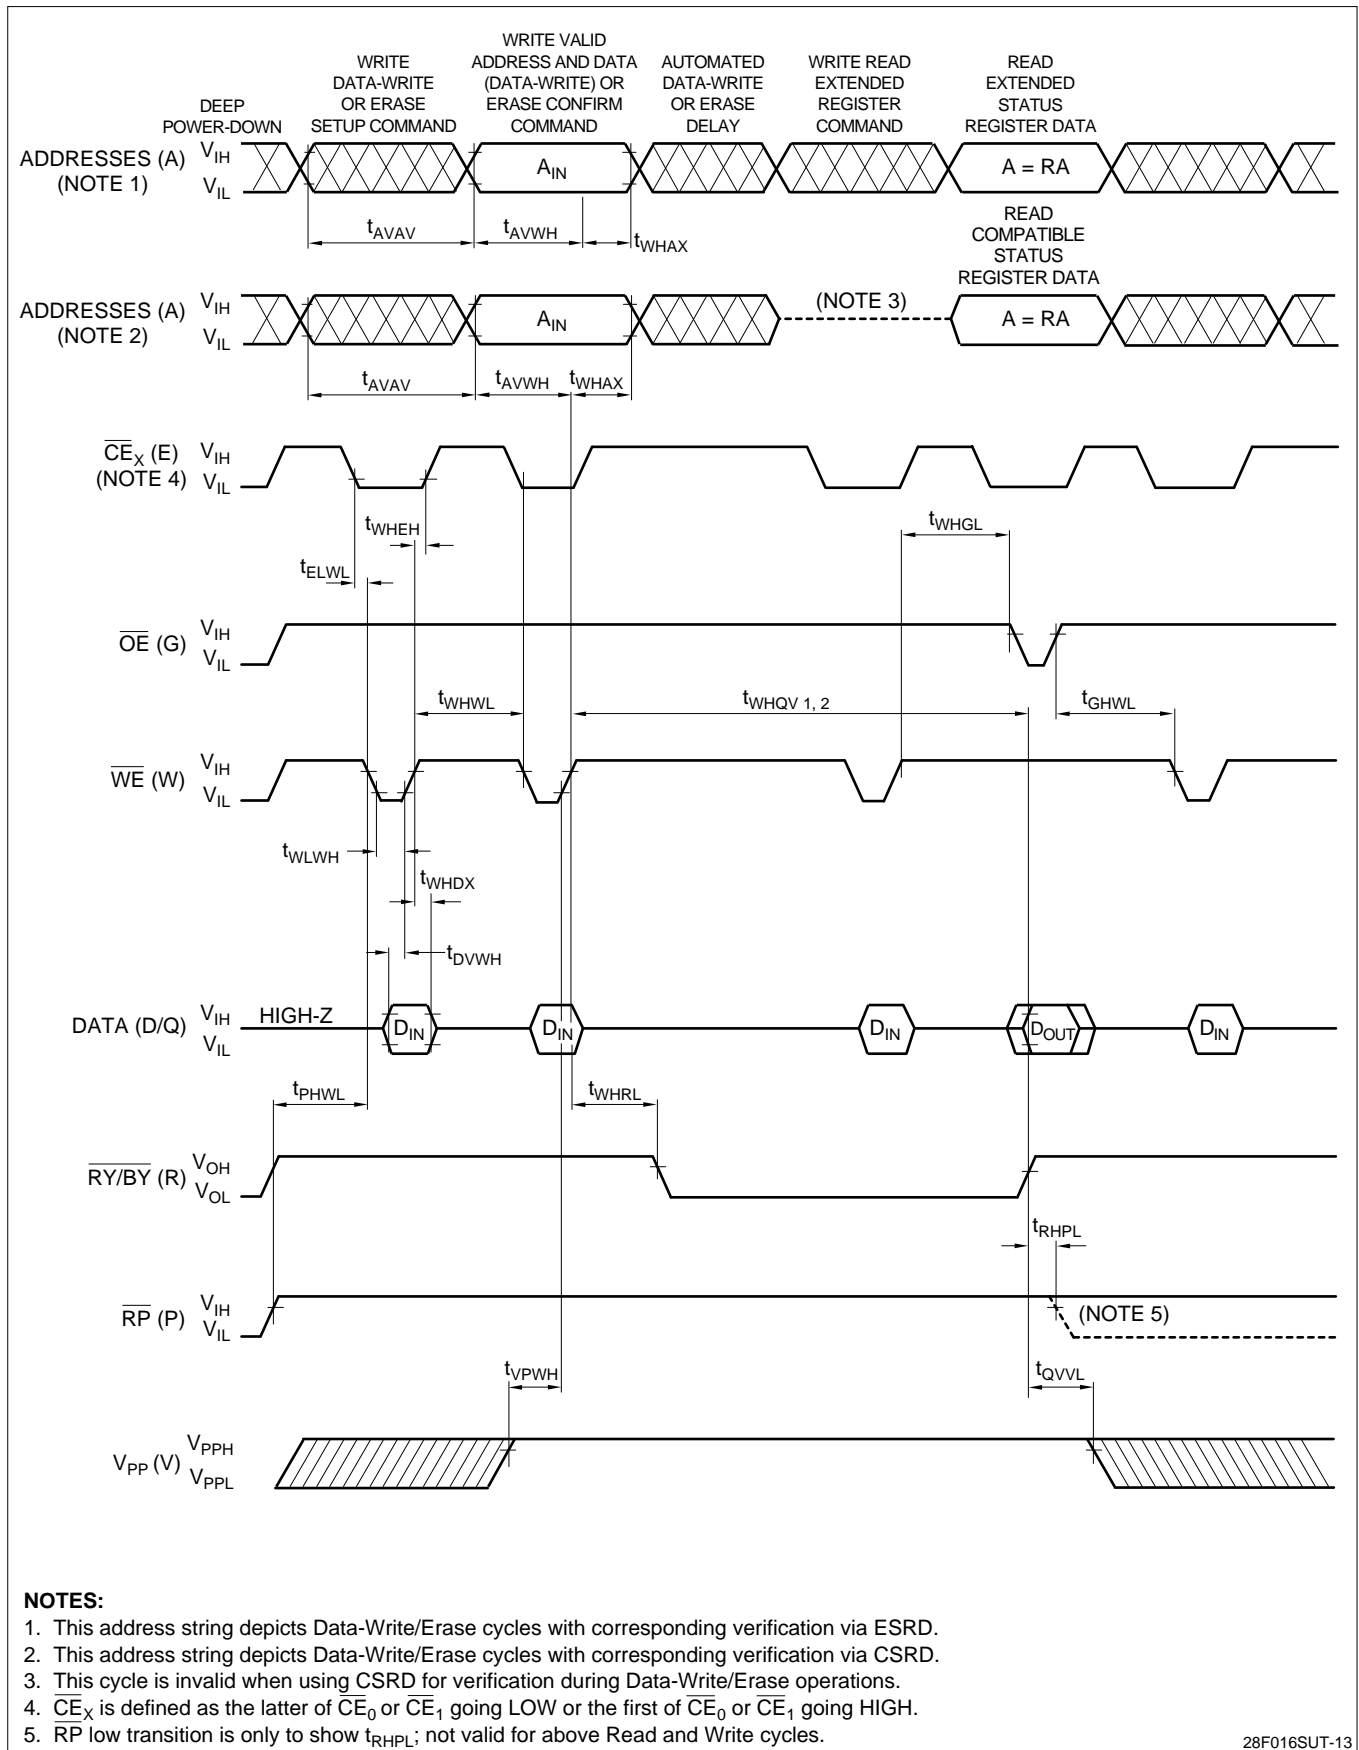 WRITE VALID
ADDRESS AND DATA
(DATA-WRITE) OR
ERASE CONFIRM
COMMAND
WRITE
DATA-WRITE
OR ERASE
SETUP COMMAND
AUTOMATED
DATA-WRITE
OR ERASE
DELAY
WRITE READ
EXTENDED
REGISTER
COMMAND
READ
EXTENDED
STATUS
REGISTER DATA
DEEP
POWER-DOWN
ADDRESSES (A)
(NOTE 1)
VIH
VIL
AIN
A = RA
tAVAV
tAVWH
tWHAX
READ
COMPATIBLE
STATUS
REGISTER DATA
ADDRESSES (A)
(NOTE 2)
VIH
VIL
AIN
(NOTE 3)
A = RA
tAVAV
tAVWH
tWHAX
CEX (E)
(NOTE 4)
VIH
VIL
tWHEH
tWHGL
tELWL
OE (G)
VIH
VIL
tWHWL
tWHQV 1, 2
tGHWL
WE (W)
VIH
VIL
tWLWH
tWHDX
tDVWH
DATA (D/Q)
VIH
VIL
HIGH-Z
DIN
DIN
DIN
DOUT
DIN
tPHWL
tWHRL
RY/BY (R)
VOH
VOL
tRHPL
RP (P)
VIH
VIL
(NOTE 5)
tVPWH
tQVVL
VPP (V)
VPPH
VPPL
NOTES:
1. This address string depicts Data-Write/Erase cycles with corresponding verification via ESRD.
2. This address string depicts Data-Write/Erase cycles with corresponding verification via CSRD.
3. This cycle is invalid when using CSRD for verification during Data-Write/Erase operations.
4. CEX is defined as the latter of CE0 or CE1 going LOW or the first of CE0 or CE1 going HIGH.
5. RP low transition is only to show tRHPL; not valid for above Read and Write cycles.
28F016SUT-13